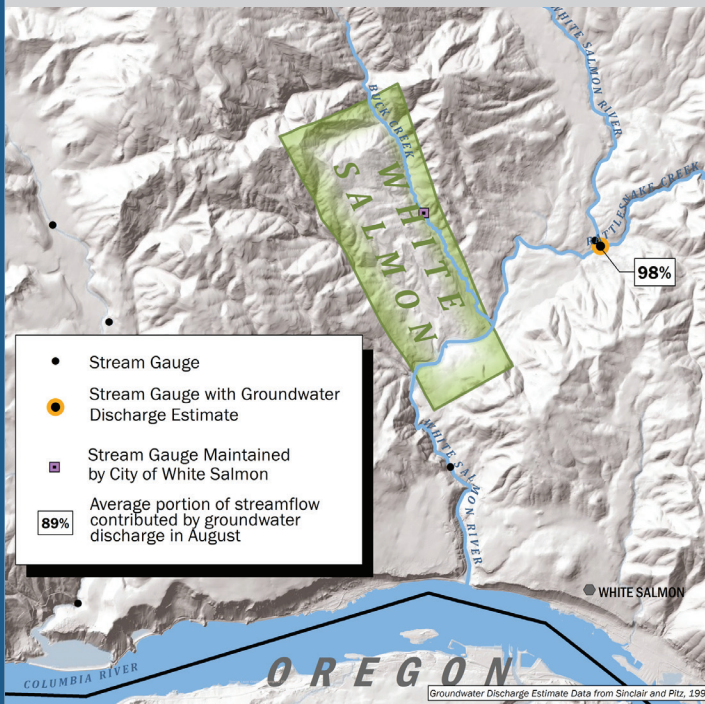 WHITE SALMON RIVER
BUCK CREEK
RATTLESNAKE CREEK
WHITE
SALMON
98%
Stream Gauge
Stream Gauge with Groundwater
Discharge Estimate
Stream Gauge Maintained
by City of White Salmon
89%
Average portion of streamflow
contributed by groundwater
discharge in August
WHITE SALMON RIVER
WHITE SALMON
COLUMBIA RIVER
OREGON
Groundwater Discharge Estimate Data from Sinclair and Pitz, 199